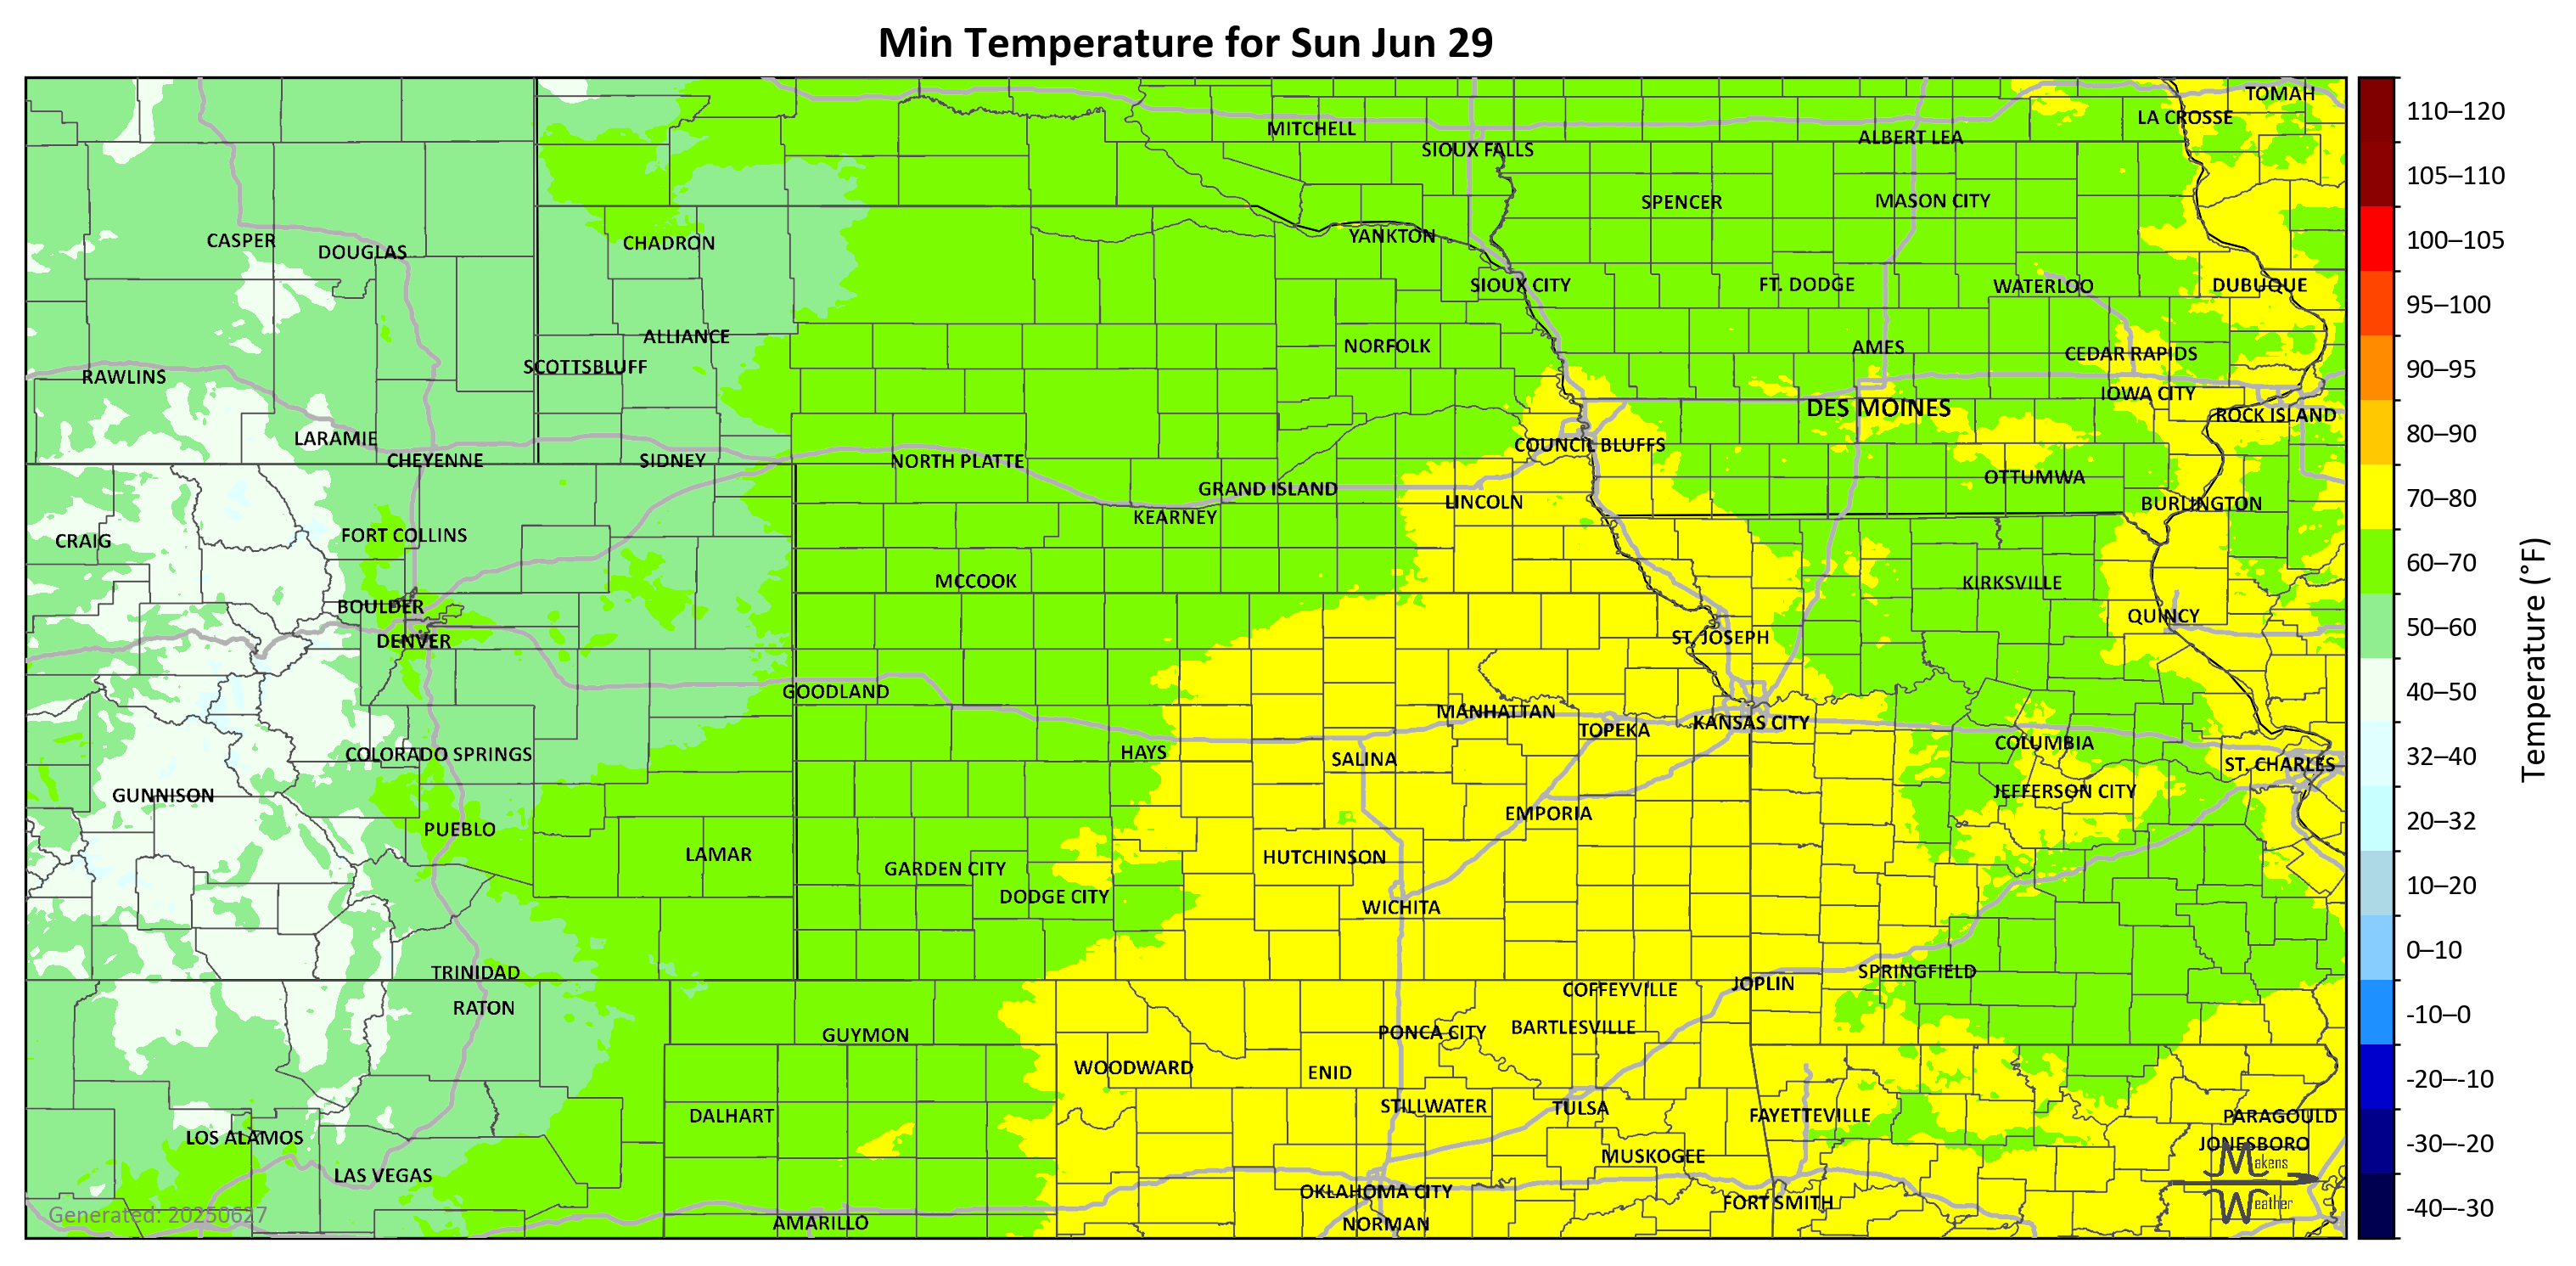 Min Temperature for Sun Jun 29
TOMAH
LA CROSSE
MITCHELL
ALBERT LEA
SIOUX FALLS
SPENCER
MASON CITY
CASPER
DOUGLAS
CHADRON
YANKTON
SIOUX CITY
FT. DODGE
WATERLOO
DUBUQUE
ALLIANCE
NORFOLK
AMES
CEDAR RAPIDS
SCOTTSBLUFF
RAWLINS
IOWA CITY
DES MOINES
ROCK ISLAND
LARAMIE
COUNCIL BLUFFS
CHEYENNE
SIDNEY
NORTH PLATTE
OTTUMWA
GRAND ISLAND
LINCOLN
BURLINGTON
KEARNEY
CRAIG
FORT COLLINS
MCCOOK
KIRKSVILLE
BOULDER
QUINCY
DENVER
ST. JOSEPH
GOODLAND
MANHATTAN
KANSAS CITY
TOPEKA
COLUMBIA
COLORADO SPRINGS
HAYS
SALINA
ST. CHARLES
GUNNISON
JEFFERSON CITY
EMPORIA
PUEBLO
LAMAR
HUTCHINSON
GARDEN CITY
DODGE CITY
WICHITA
TRINIDAD
SPRINGFIELD
JOPLIN
COFFEYVILLE
RATON
GUYMON
PONCA CITY
BARTLESVILLE
WOODWARD
ENID
STILLWATER
TULSA
DALHART
FAYETTEVILLE
PARAGOULD
LOS ALAMOS
JONESBORO
MUSKOGEE
LAS VEGAS
OKLAHOMA CITY
FORT SMITH
AMARILLO
NORMAN
Generated: 20250627
Makens
Weather
110–120
105–110
100–105
95–100
90–95
80–90
70–80
60–70
50–60
40–50
32–40
20–32
10–20
0–10
-10–0
-20–-10
-30–-20
-40–-30
Temperature (°F)